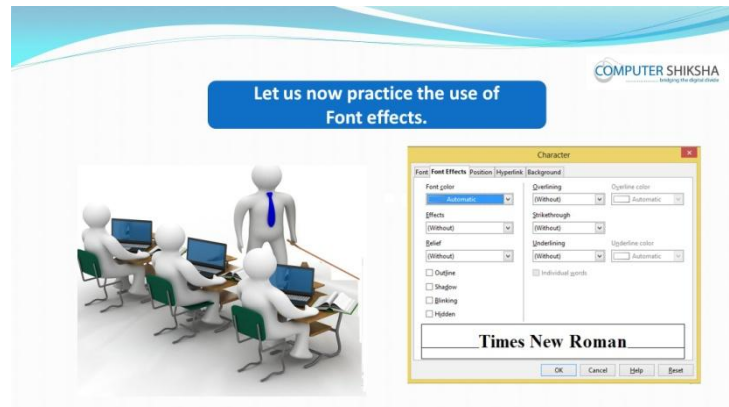 COMPUTER SHIKSHA
bridging the digital divide
Let us now practice the use of
Font effects.
Character
Font Font Effects Position Hyperlink Background
Font color
Automatic
Effects
(Without)
Relief
(Without)
Outline
Shadow
Blinking
Hidden
Overlining
(Without)
Strikethrough
(Without)
Underlining
(Without)
Individual words
Overline color
Automatic
Underline color
Automatic
Times New Roman
OK Cancel Help Reset